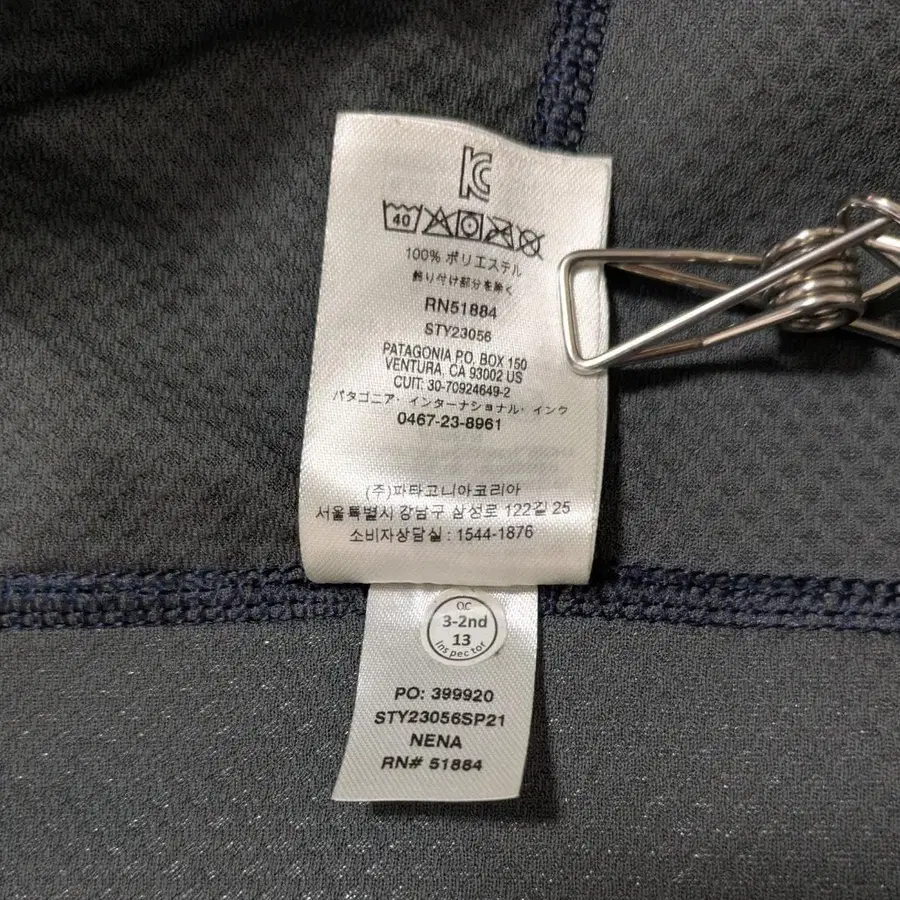 KC
40
100% ポリエステル
飾り付け部分を除く
RN51884
STY23056
PATAGONIA P.O. BOX 150
VENTURA, CA 93002 US
CUIT: 30-70924649-2
パタゴニア・インターナショナル・インク
0467-23-8961
(주)파타고니아코리아
서울특별시 강남구 삼성로 122길 25
소비자상담실 : 1544-1876
QC
3-2nd
13
Inspector
PO: 399920
STY23056SP21
NENA
RN# 51884